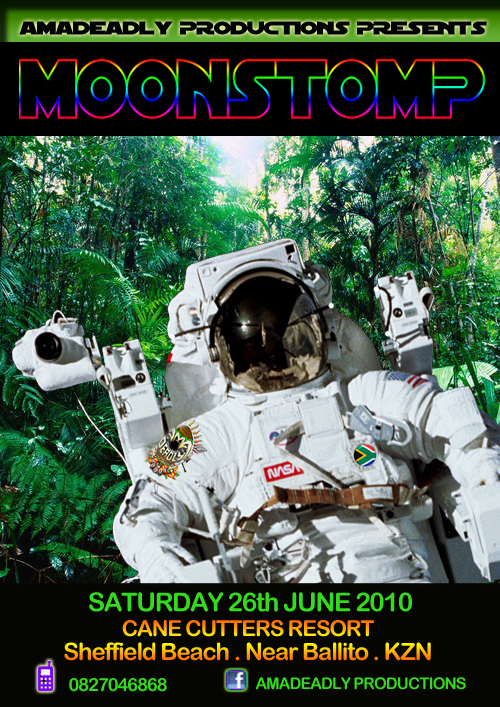 AMADEADLY PRODUCTIONS PRESENTS
MOONSTOMP
NASA
SATURDAY 26th JUNE 2010
CANE CUTTERS RESORT
Sheffield Beach . Near Ballito . KZN
0827046868
f AMADEADLY PRODUCTIONS